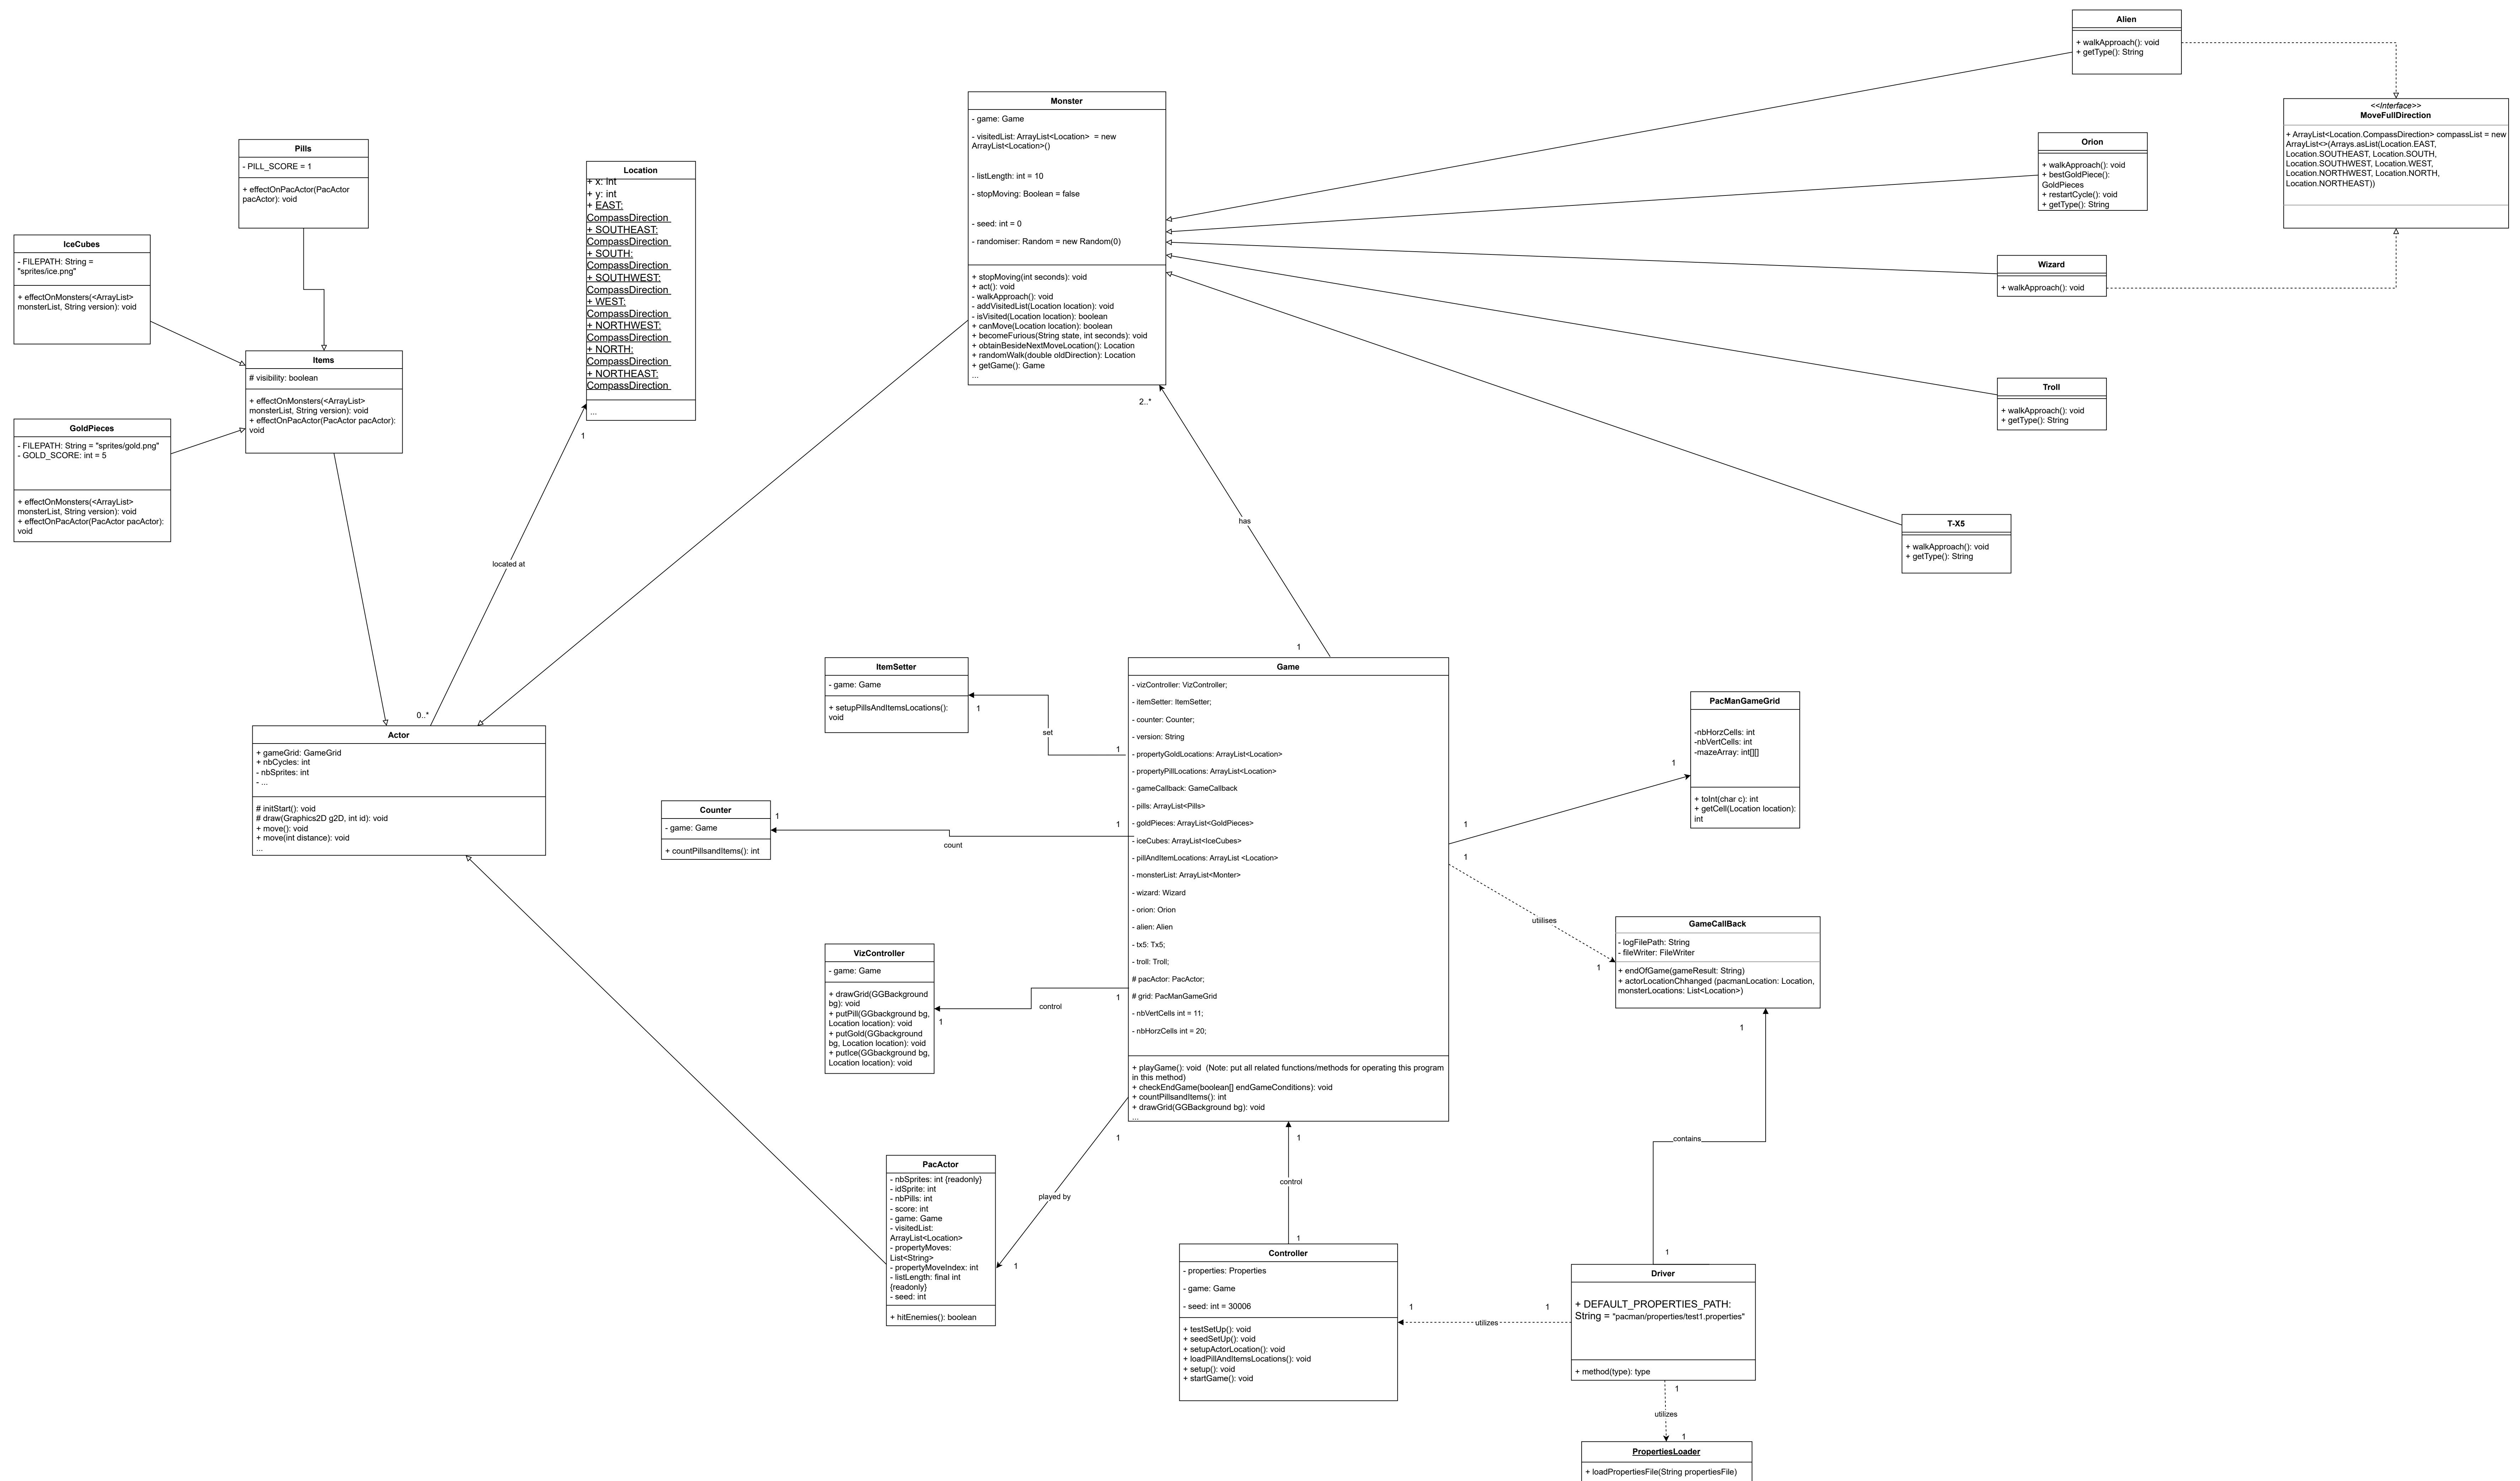 Alien
+ walkApproach(): void
+ getType(): String
<<Interface>>
MoveFullDirection
+ ArrayList<Location.CompassDirection> compassList = new
ArrayList<>(Arrays.asList(Location.EAST,
Location.SOUTHEAST, Location.SOUTH,
Location.SOUTHWEST, Location.WEST,
Location.NORTHWEST, Location.NORTH,
Location.NORTHEAST))
Orion
+ walkApproach(): void
+ bestGoldPiece():
GoldPieces
+ restartCycle(): void
+ getType(): String
Wizard
+ walkApproach(): void
Troll
+ walkApproach(): void
+ getType(): String
T-X5
+ walkApproach(): void
+ getType(): String
Monster
- game: Game
- visitedList: ArrayList<Location>  = new
ArrayList<Location>()
- listLength: int = 10
- stopMoving: Boolean = false
- seed: int = 0
- randomiser: Random = new Random(0)
+ stopMoving(int seconds): void
+ act(): void
- walkApproach(): void
- addVisitedList(Location location): void
- isVisited(Location location): boolean
+ canMove(Location location): boolean
+ becomeFurious(String state, int seconds): void
+ obtainBesideNextMoveLocation(): Location
+ randomWalk(double oldDirection): Location
+ getGame(): Game
...
2..*
has
1
Pills
- PILL_SCORE = 1
+ effectOnPacActor(PacActor
pacActor): void
Location
+ x: int
+ y: int
+ EAST:
CompassDirection
+ SOUTHEAST:
CompassDirection
+ SOUTH:
CompassDirection
+ SOUTHWEST:
CompassDirection
+ WEST:
CompassDirection
+ NORTHWEST:
CompassDirection
+ NORTH:
CompassDirection
+ NORTHEAST:
CompassDirection
...
1
located at
0..*
IceCubes
- FILEPATH: String =
"sprites/ice.png"
+ effectOnMonsters(<ArrayList>
monsterList, String version): void
Items
# visibility: boolean
+ effectOnMonsters(<ArrayList>
monsterList, String version): void
+ effectOnPacActor(PacActor pacActor):
void
GoldPieces
- FILEPATH: String = "sprites/gold.png"
- GOLD_SCORE: int = 5
+ effectOnMonsters(<ArrayList>
monsterList, String version): void
+ effectOnPacActor(PacActor pacActor):
void
Actor
+ gameGrid: GameGrid
+ nbCycles: int
- nbSprites: int
- ...
# initStart(): void
# draw(Graphics2D g2D, int id): void
+ move(): void
+ move(int distance): void
...
ItemSetter
- game: Game
+ setupPillsAndItemsLocations():
void
1
set
1
Counter
- game: Game
+ countPillsandItems(): int
1
count
1
VizController
- game: Game
+ drawGrid(GGBackground
bg): void
+ putPill(GGbackground bg,
Location location): void
+ putGold(GGbackground
bg, Location location): void
+ putIce(GGbackground bg,
Location location): void
1
control
1
Game
- vizController: VizController;
- itemSetter: ItemSetter;
- counter: Counter;
- version: String
- propertyGoldLocations: ArrayList<Location>
- propertyPillLocations: ArrayList<Location>
- gameCallback: GameCallback
- pills: ArrayList<Pills>
- goldPieces: ArrayList<GoldPieces>
- iceCubes: ArrayList<IceCubes>
- pillAndItemLocations: ArrayList <Location>
- monsterList: ArrayList<Monter>
- wizard: Wizard
- orion: Orion
- alien: Alien
- tx5: Tx5;
- troll: Troll;
# pacActor: PacActor;
# grid: PacManGameGrid
- nbVertCells int = 11;
- nbHorzCells int = 20;
+ playGame(): void  (Note: put all related functions/methods for operating this program
in this method)
+ checkEndGame(boolean[] endGameConditions): void
+ countPillsandItems(): int
+ drawGrid(GGBackground bg): void
...
PacManGameGrid
-nbHorzCells: int
-nbVertCells: int
-mazeArray: int[][]
+ toInt(char c): int
+ getCell(Location location):
int
1
1
1
utiilises
1
GameCallBack
- logFilePath: String
- fileWriter: FileWriter
+ endOfGame(gameResult: String)
+ actorLocationChhanged (pacmanLocation: Location,
monsterLocations: List<Location>)
1
contains
1
PacActor
- nbSprites: int {readonly}
- idSprite: int
- nbPills: int
- score: int
- game: Game
- visitedList:
ArrayList<Location>
- propertyMoves:
List<String>
- propertyMoveIndex: int
- listLength: final int
{readonly}
- seed: int
+ hitEnemies(): boolean
1
played by
1
1
control
1
Controller
- properties: Properties
- game: Game
- seed: int = 30006
+ testSetUp(): void
+ seedSetUp(): void
+ setupActorLocation(): void
+ loadPillAndItemsLocations(): void
+ setup(): void
+ startGame(): void
1
utilizes
1
Driver
+ DEFAULT_PROPERTIES_PATH:
String = "pacman/properties/test1.properties"
+ method(type): type
1
utilizes
1
PropertiesLoader
+ loadPropertiesFile(String propertiesFile)